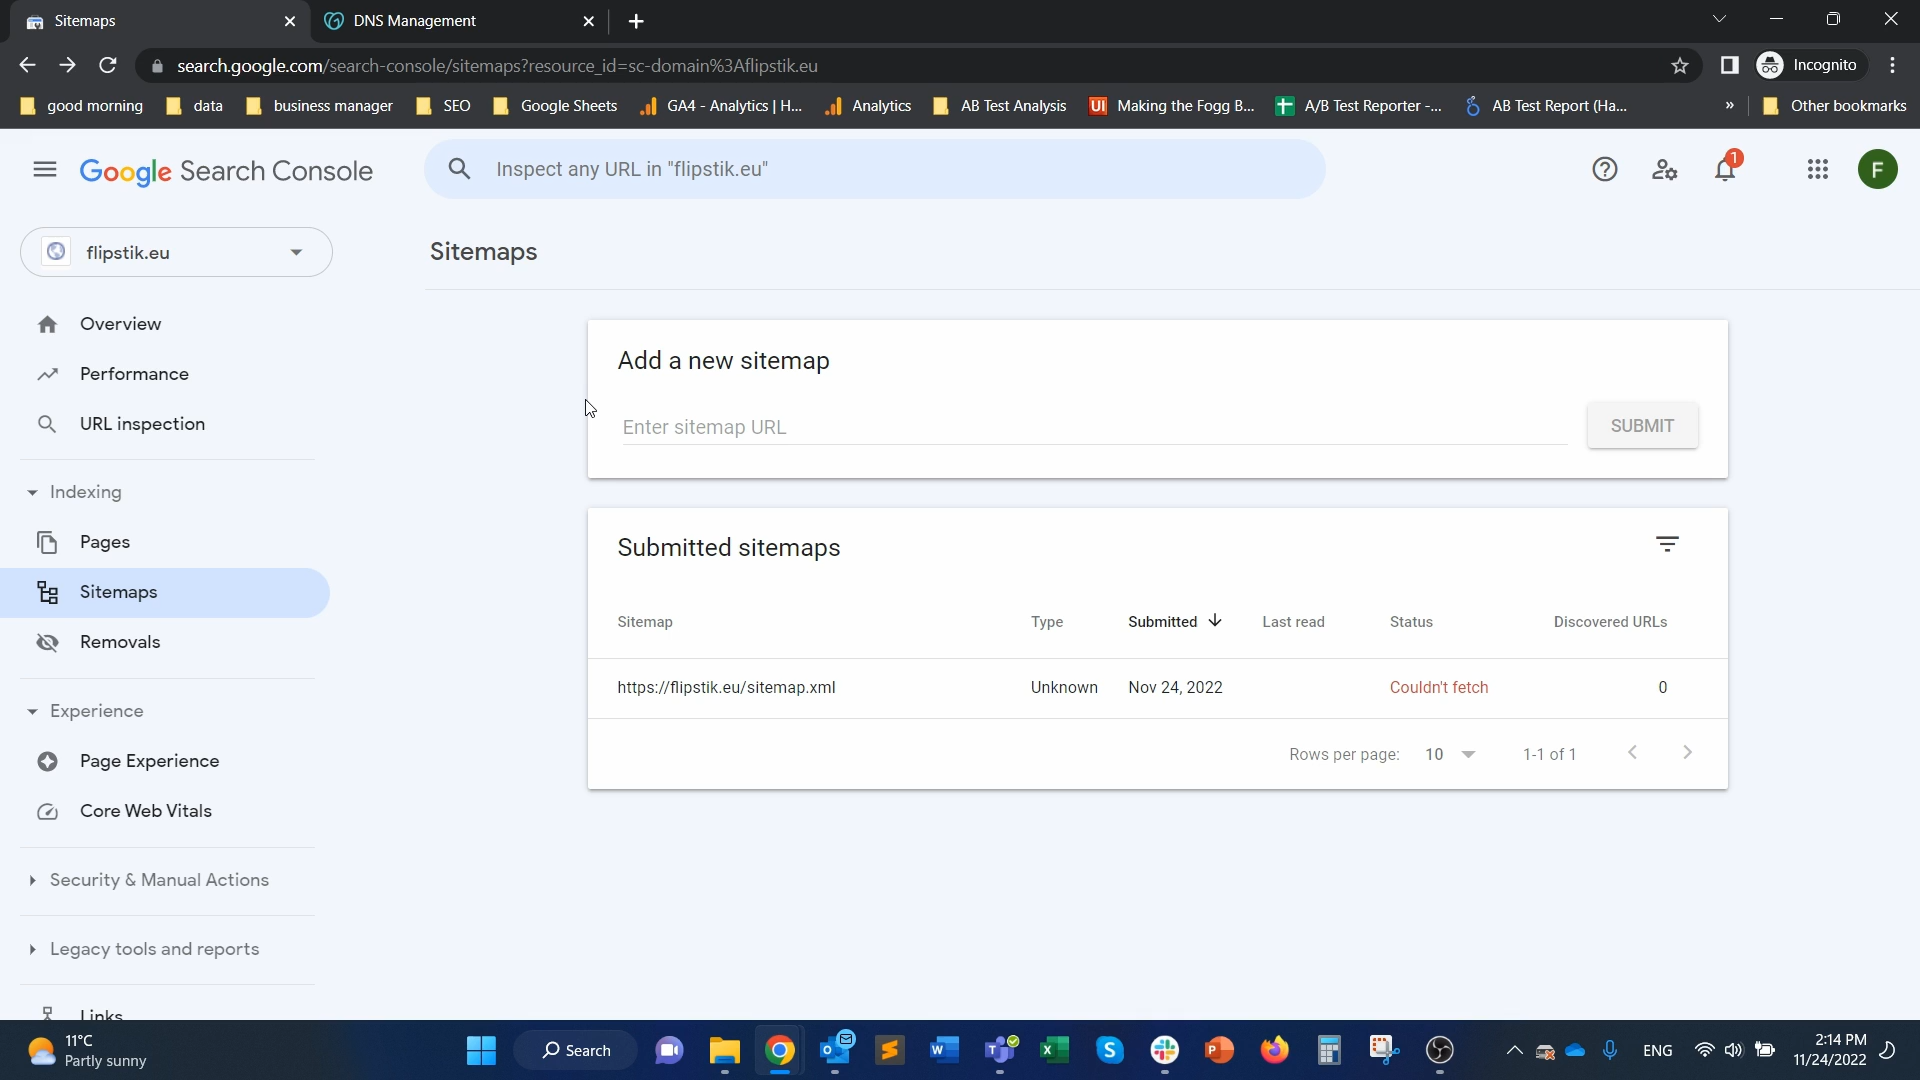 Sitemaps
DNS Management
search.google.com/search-console/sitemaps?resource_id=sc-domain%3Aflipstik.eu
Incognito
good morning
data
business manager
SEO
Google Sheets
GA4 - Analytics | H...
Analytics
AB Test Analysis
UI Making the Fogg B...
A/B Test Reporter -...
AB Test Report (Ha...
»
Other bookmarks
Google Search Console
Inspect any URL in "flipstik.eu"
1
F
flipstik.eu
Sitemaps
Overview
Performance
URL inspection
Indexing
Pages
Sitemaps
Removals
Experience
Page Experience
Core Web Vitals
Security & Manual Actions
Legacy tools and reports
Links
Add a new sitemap
Enter sitemap URL
SUBMIT
Submitted sitemaps
Sitemap Type Submitted Last read Status Discovered URLs
https://flipstik.eu/sitemap.xml Unknown Nov 24, 2022 Couldn't fetch 0
Rows per page: 10 1-1 of 1
11°C
Partly sunny
Search
ENG
2:14 PM
11/24/2022